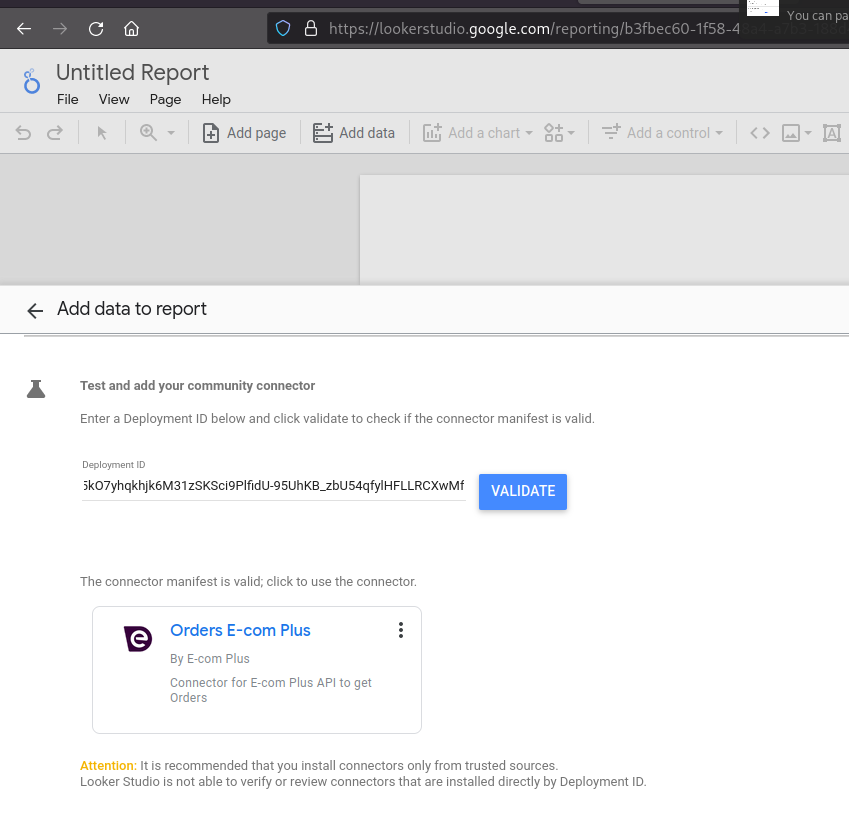 You can pa
https://lookerstudio.google.com/reporting/b3fbec60-1f58-4
Untitled Report
File View Page Help
Add page Add data Add a chart Add a control
Add data to report
Test and add your community connector
Enter a Deployment ID below and click validate to check if the connector manifest is valid.
Deployment ID
5kO7yhqkhjk6M31zSKSci9PlfidU-95UhKB_zbU54qfylHFLLRCXwMf
VALIDATE
The connector manifest is valid; click to use the connector.
Orders E-com Plus
By E-com Plus
Connector for E-com Plus API to get
Orders
Attention: It is recommended that you install connectors only from trusted sources.
Looker Studio is not able to verify or review connectors that are installed directly by Deployment ID.